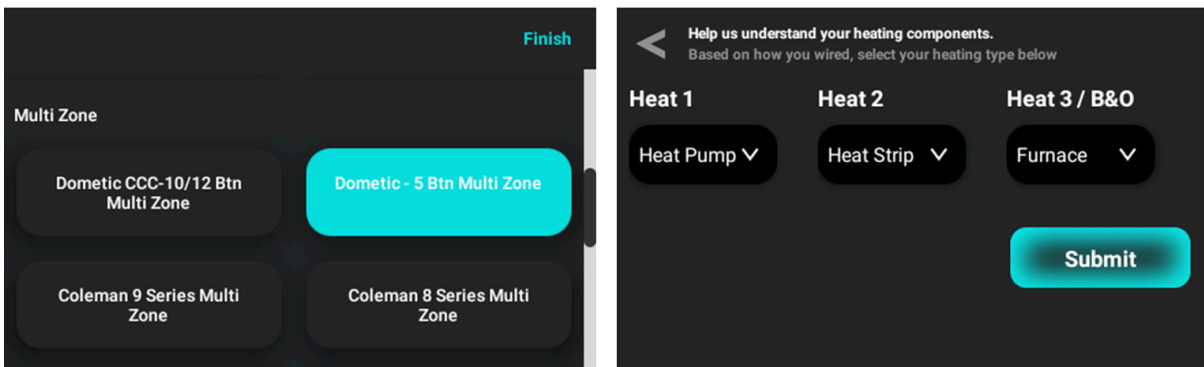 Finish
Multi Zone
Dometic CCC-10/12 Btn
Multi Zone
Dometic - 5 Btn Multi Zone
Coleman 9 Series Multi
Zone
Coleman 8 Series Multi
Zone
Help us understand your heating components.
Based on how you wired, select your heating type below
Heat 1
Heat 2
Heat 3 / B&O
Heat Pump
Heat Strip
Furnace
Submit